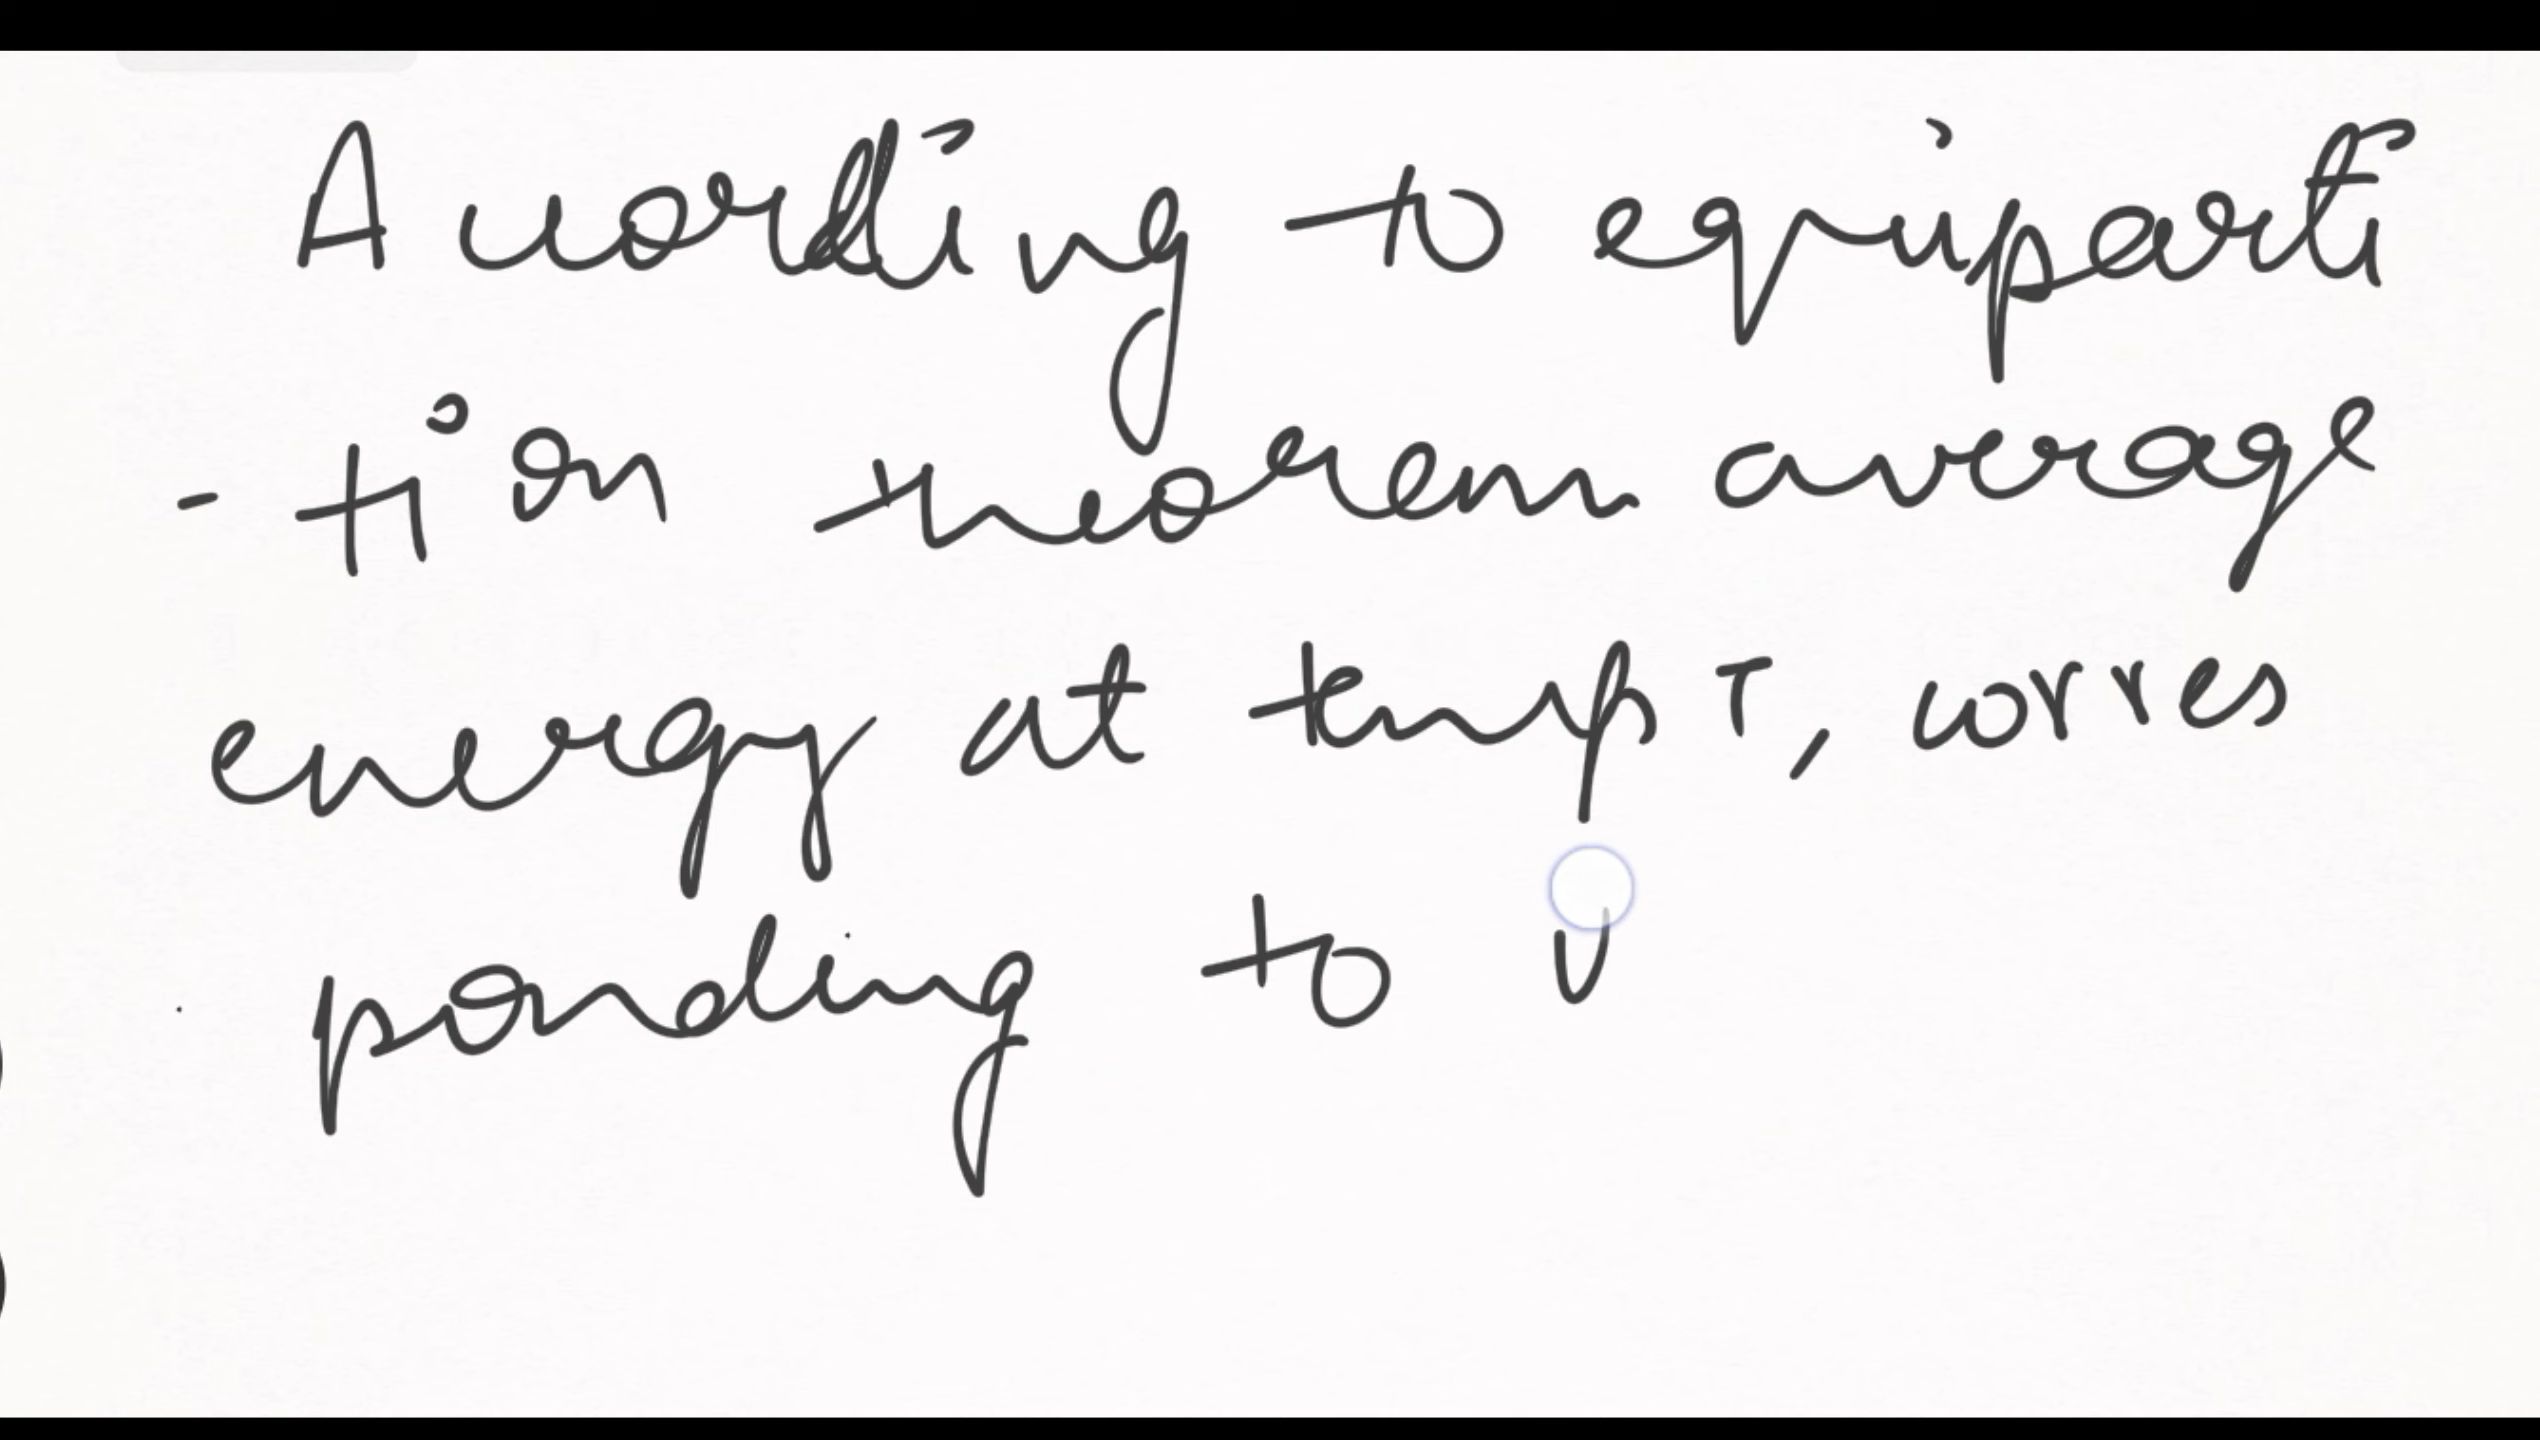 According to equiparti
- tion theorem average
energy at temp T, corres
ponding to